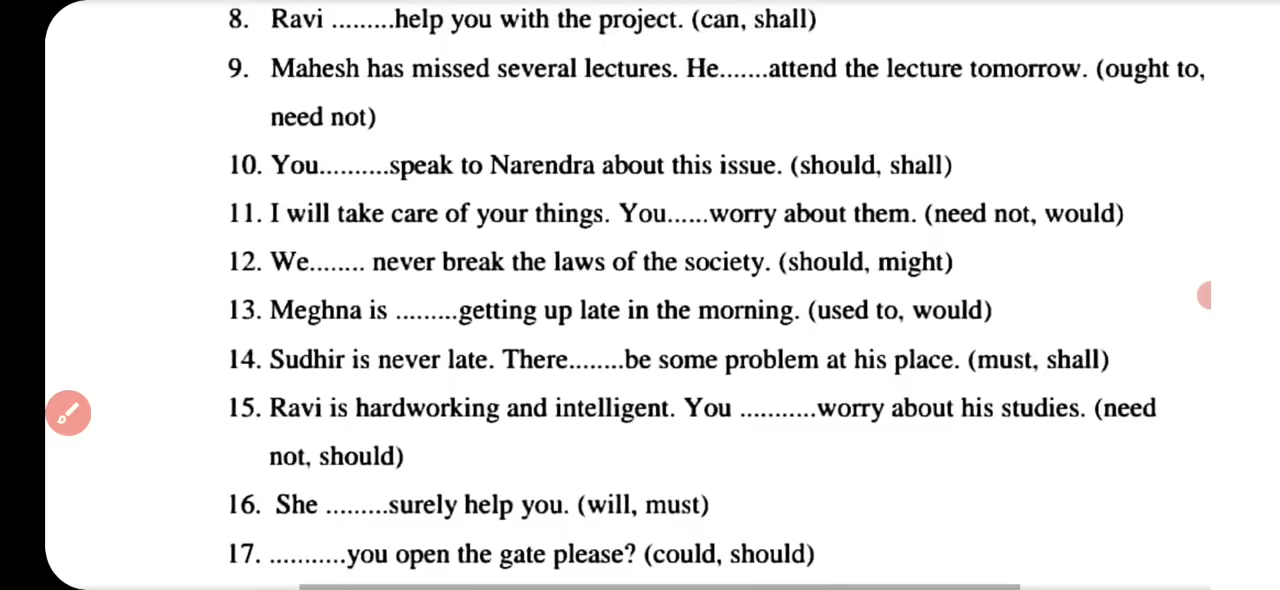 8. Ravi .........help you with the project. (can, shall)
9. Mahesh has missed several lectures. He.......attend the lecture tomorrow. (ought to,
need not)
10. You..........speak to Narendra about this issue. (should, shall)
11. I will take care of your things. You......worry about them. (need not, would)
12. We........ never break the laws of the society. (should, might)
13. Meghna is .........getting up late in the morning. (used to, would)
14. Sudhir is never late. There........be some problem at his place. (must, shall)
15. Ravi is hardworking and intelligent. You ...........worry about his studies. (need
not, should)
16. She .........surely help you. (will, must)
17. ...........you open the gate please? (could, should)